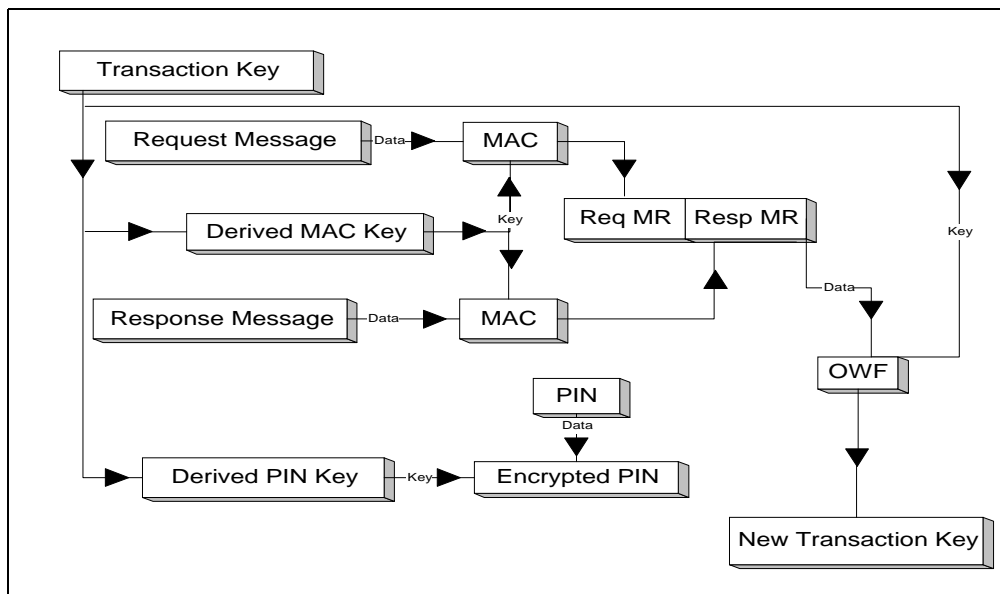 Transaction Key
Request Message
Data
MAC
Req MR
Resp MR
Key
Derived MAC Key
Key
Response Message
Data
MAC
Data
OWF
PIN
Data
Derived PIN Key
Key
Encrypted PIN
New Transaction Key